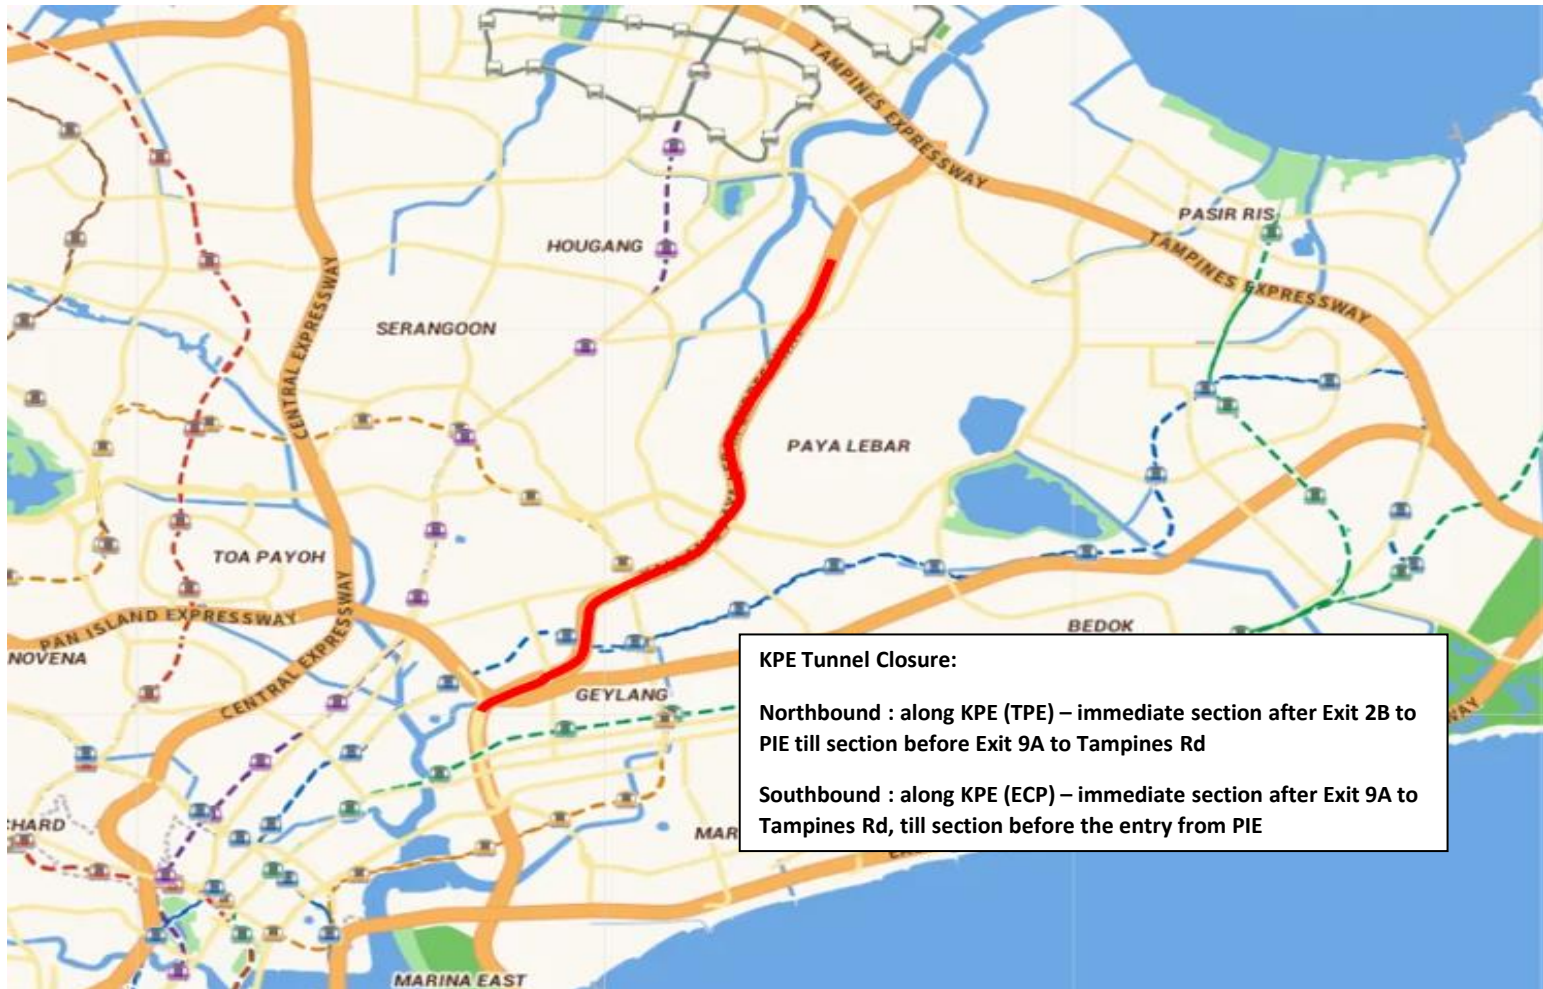 TAMPINES EXPRESSWAY
PASIR RIS
TAMPINES EXPRESSWAY
HOUGANG
CENTRAL EXPRESSWAY
SERANGOON
PAYA LEBAR
TOA PAYOH
PAN ISLAND EXPRESSWAY
CENTRAL EXPRESSWAY
NOVENA
BEDOK
GEYLANG
KPE Tunnel Closure:
Northbound : along KPE (TPE) – immediate section after Exit 2B to
PIE till section before Exit 9A to Tampines Rd
Southbound : along KPE (ECP) – immediate section after Exit 9A to
Tampines Rd, till section before the entry from PIE
WAY
CHARD
MAR
MARINA EAST